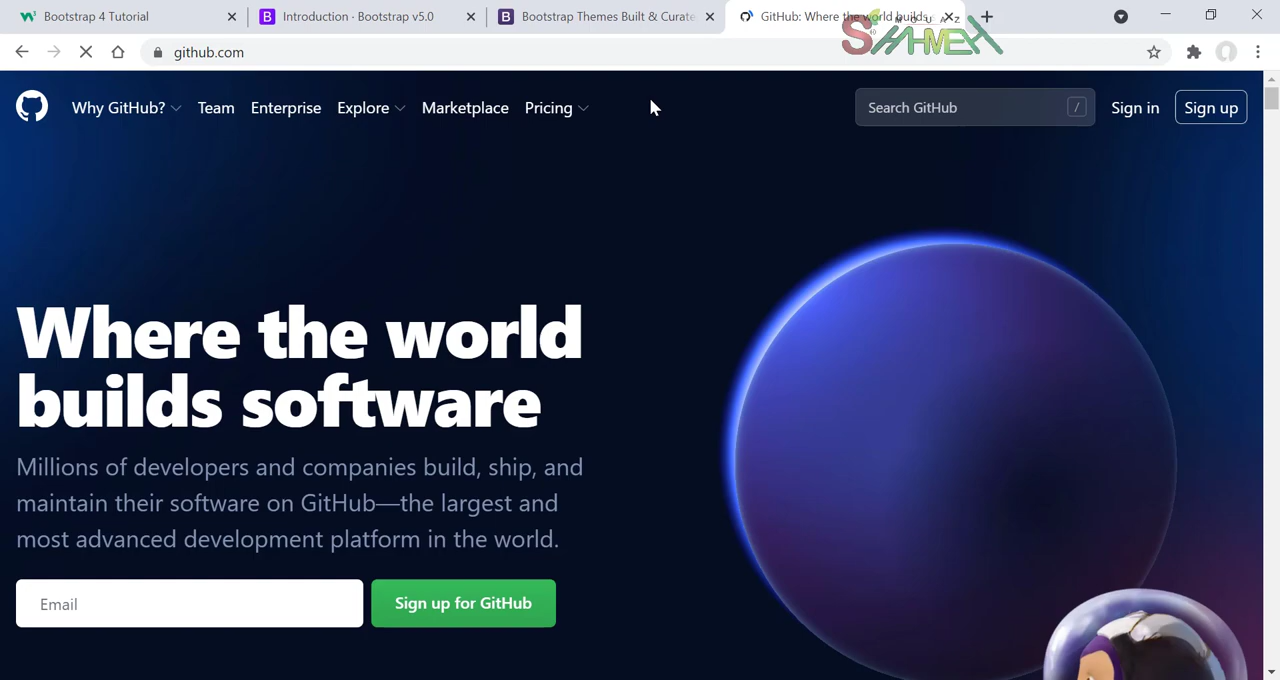 Bootstrap 4 Tutorial
Introduction · Bootstrap v5.0
Bootstrap Themes Built & Curate
GitHub: Where the world builds
MOUAZ
SHMEX
github.com
Why GitHub? Team Enterprise Explore Marketplace Pricing
Search GitHub /
Sign in
Sign up
Where the world
builds software
Millions of developers and companies build, ship, and
maintain their software on GitHub—the largest and
most advanced development platform in the world.
Email
Sign up for GitHub